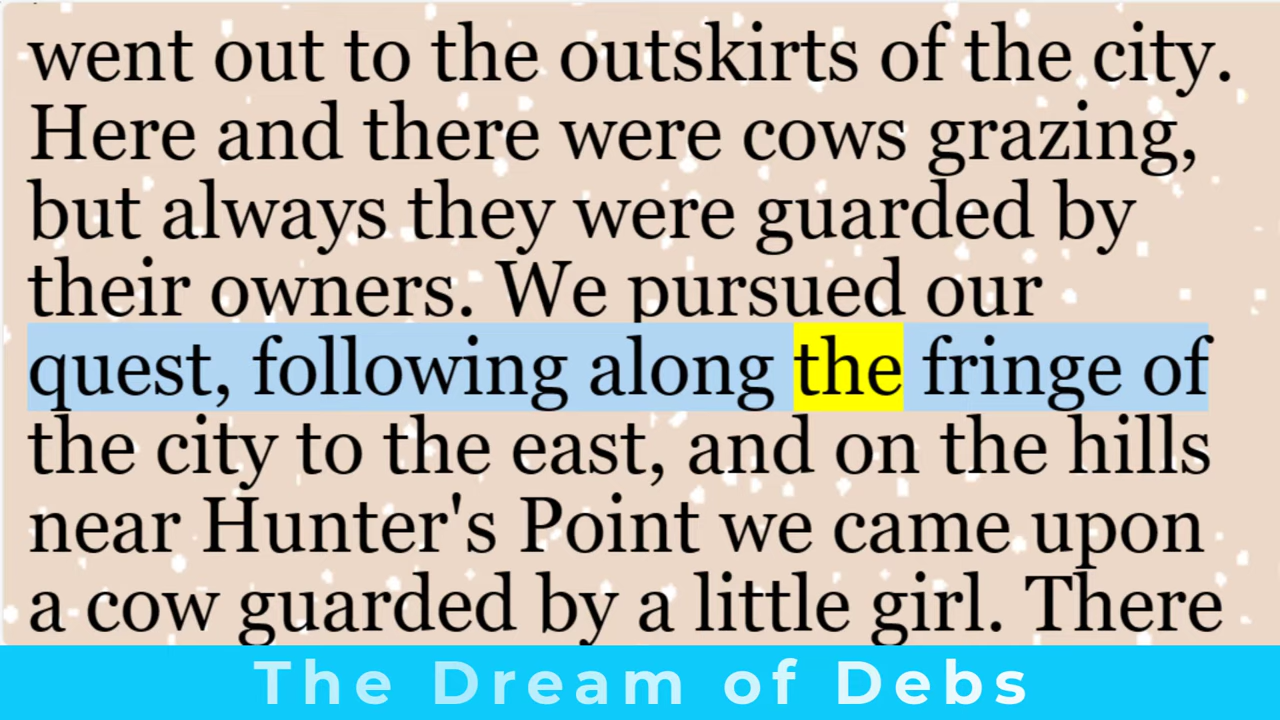 went out to the outskirts of the city.
Here and there were cows grazing,
but always they were guarded by
their owners. We pursued our
quest, following along the fringe of
the city to the east, and on the hills
near Hunter's Point we came upon
a cow guarded by a little girl. There
The Dream of Debs